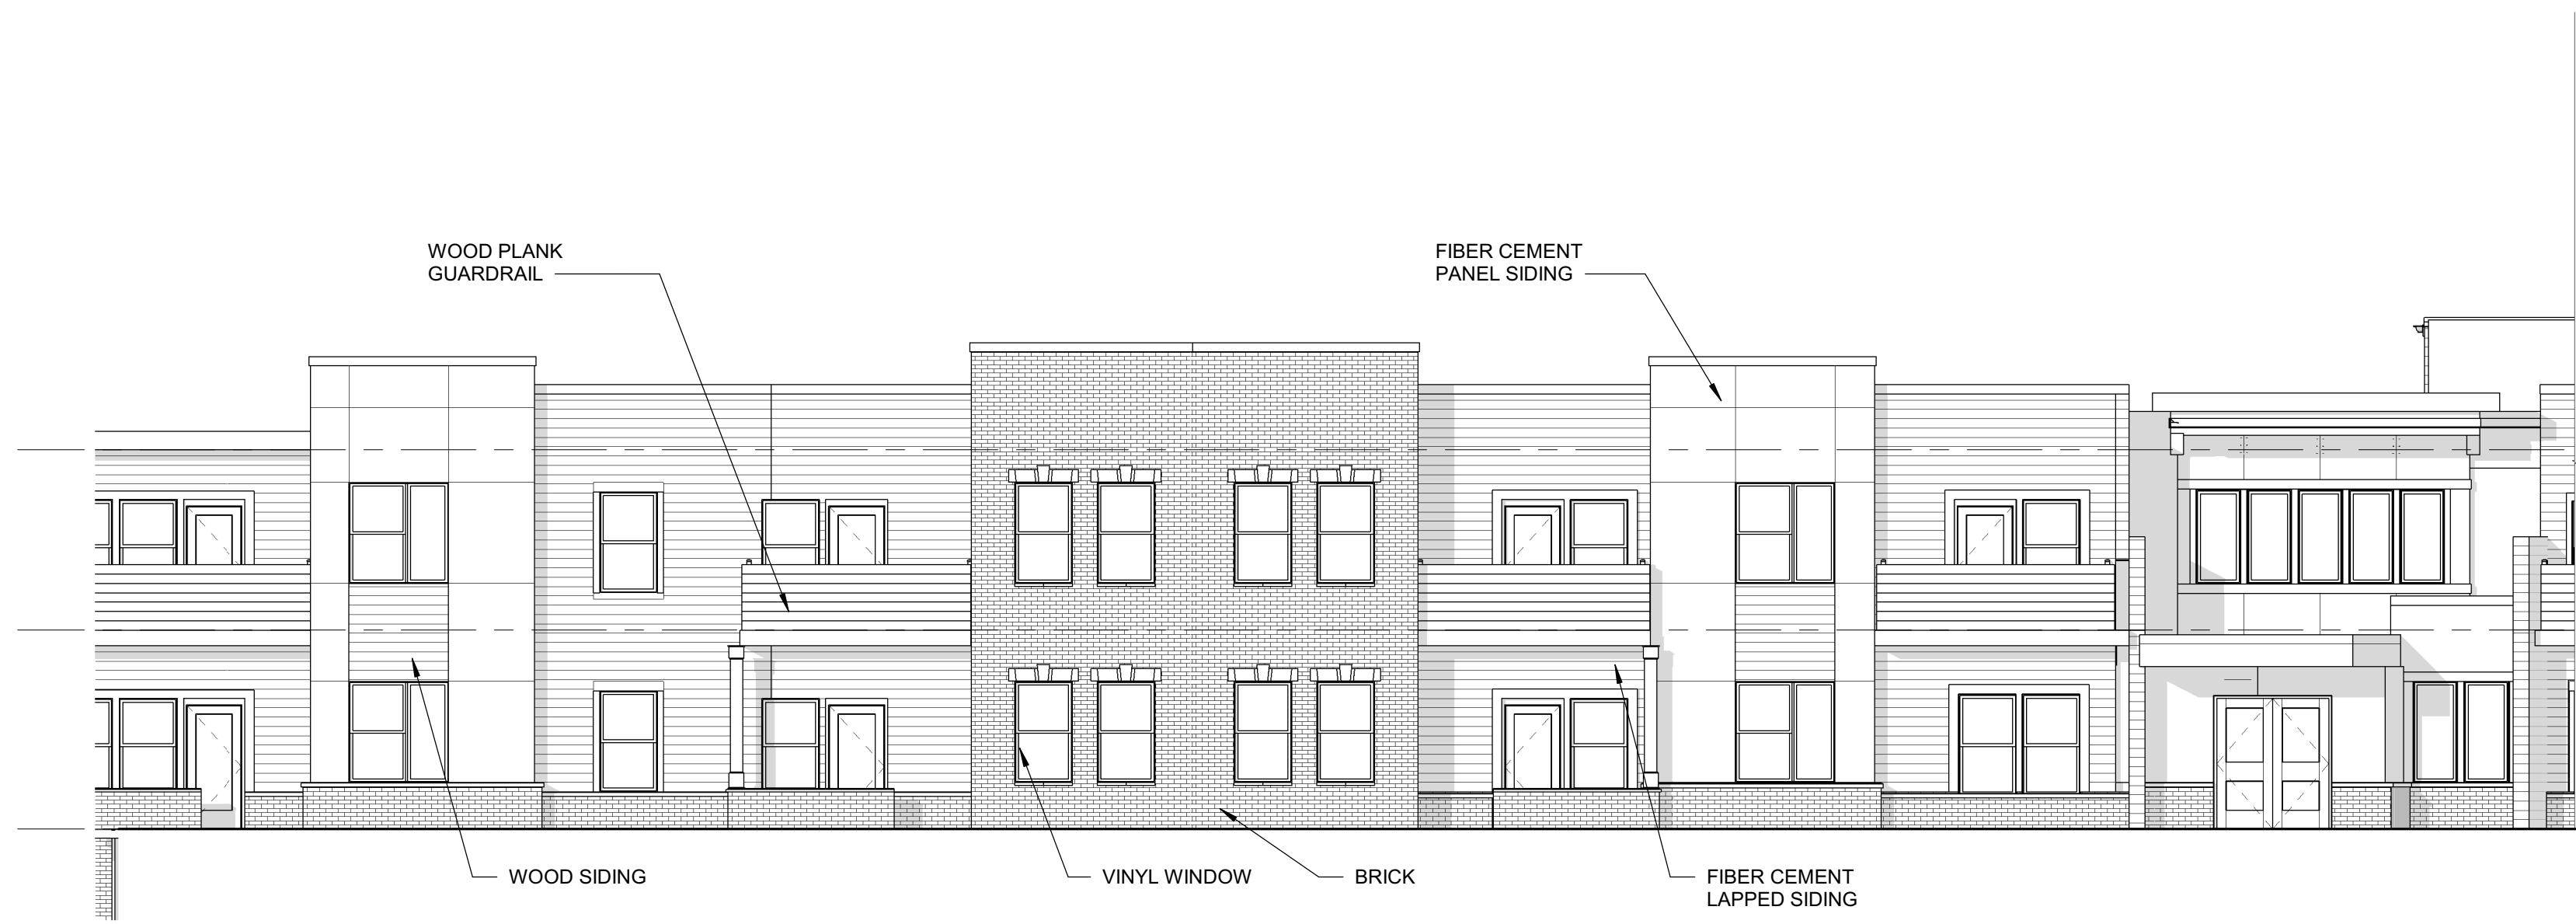 WOOD PLANK
GUARDRAIL
FIBER CEMENT
PANEL SIDING
WOOD SIDING
VINYL WINDOW
BRICK
FIBER CEMENT
LAPPED SIDING